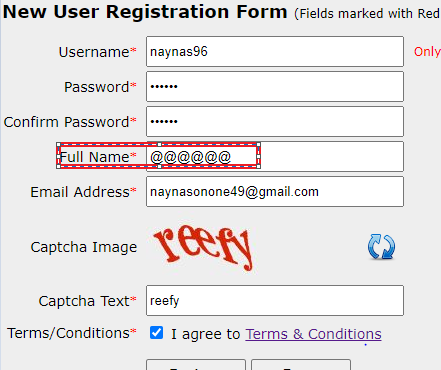 New User Registration Form (Fields marked with Red
Username* naynas96 Only
Password* ••••••
Confirm Password* ••••••
Full Name* @@@@@@
Email Address* naynasonone49@gmail.com
Captcha Image reefy
Captcha Text* reefy
Terms/Conditions* I agree to Terms & Conditions